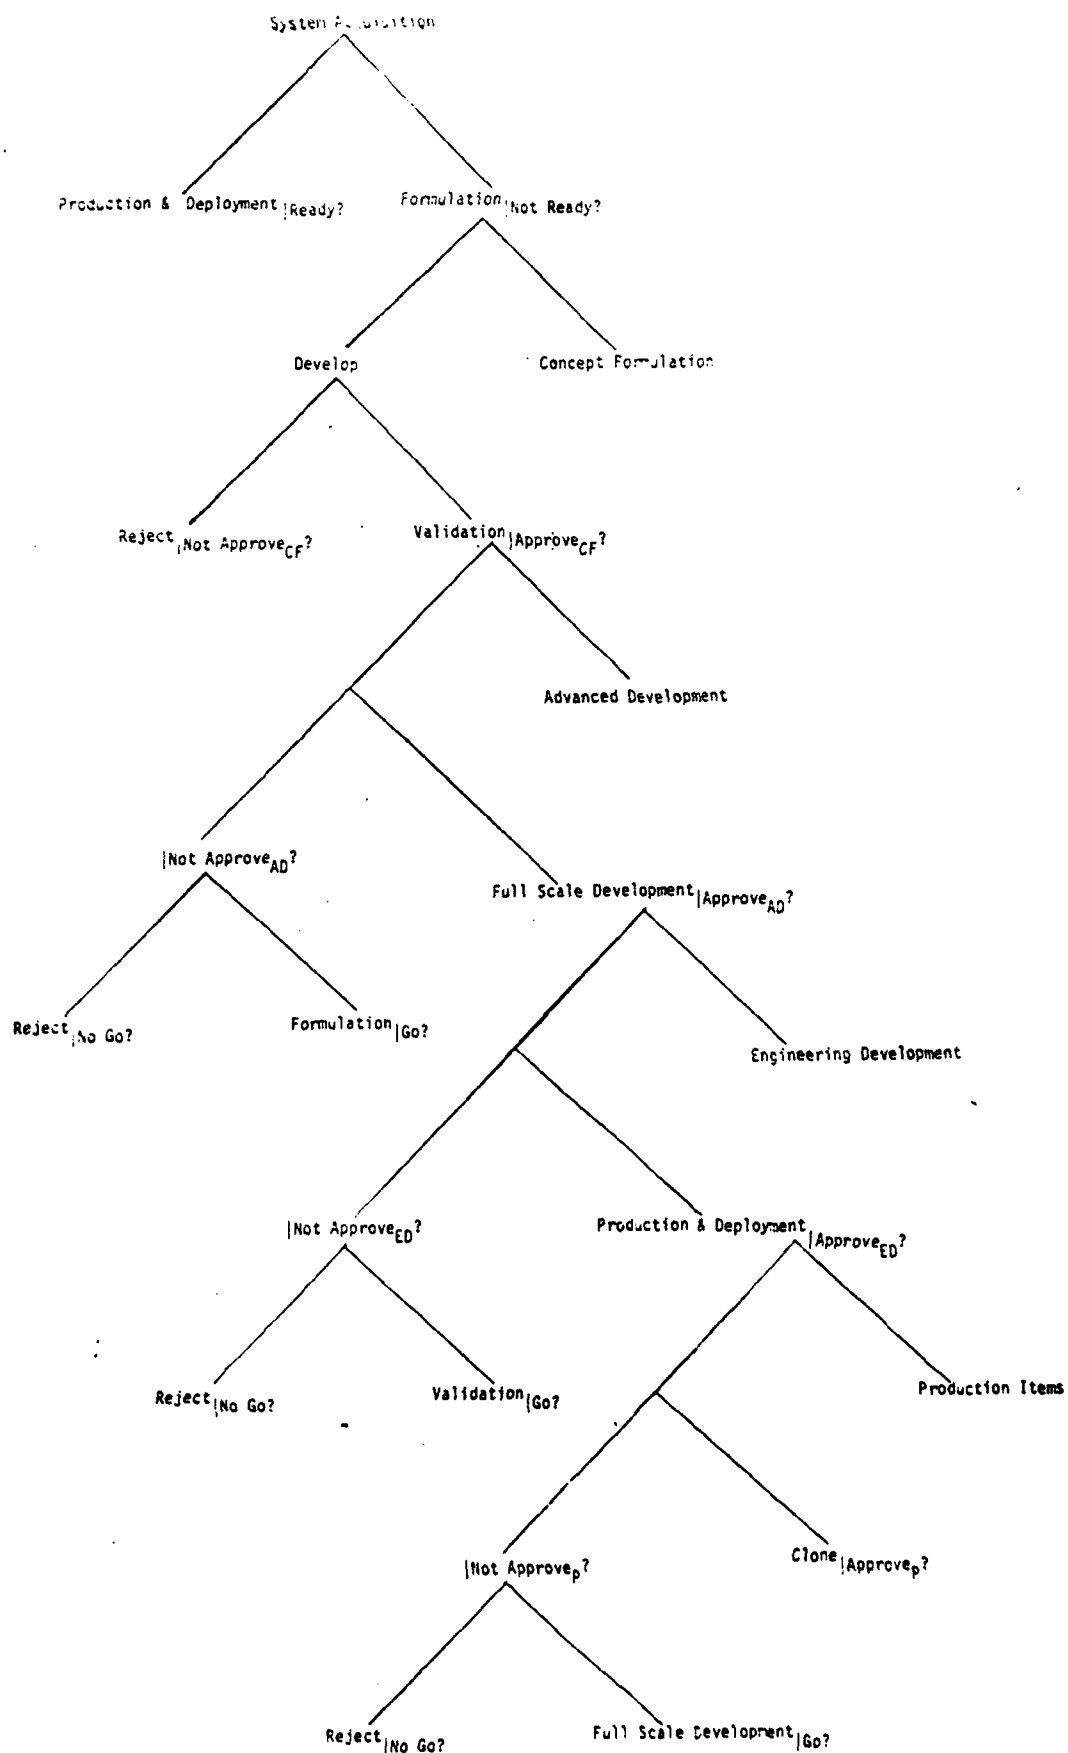 System Acquisition
Production & Deployment |Ready?
Formulation |Not Ready?
Develop
Concept Formulation
Reject |Not Approve_CF?
Validation |Approve_CF?
Advanced Development
|Not Approve_AD?
Full Scale Development |Approve_AD?
Reject |No Go?
Formulation |Go?
Engineering Development
|Not Approve_ED?
Production & Deployment |Approve_ED?
Reject |No Go?
Validation |Go?
Production Items
|Not Approve_P?
Clone |Approve_P?
Reject |No Go?
Full Scale Development |Go?